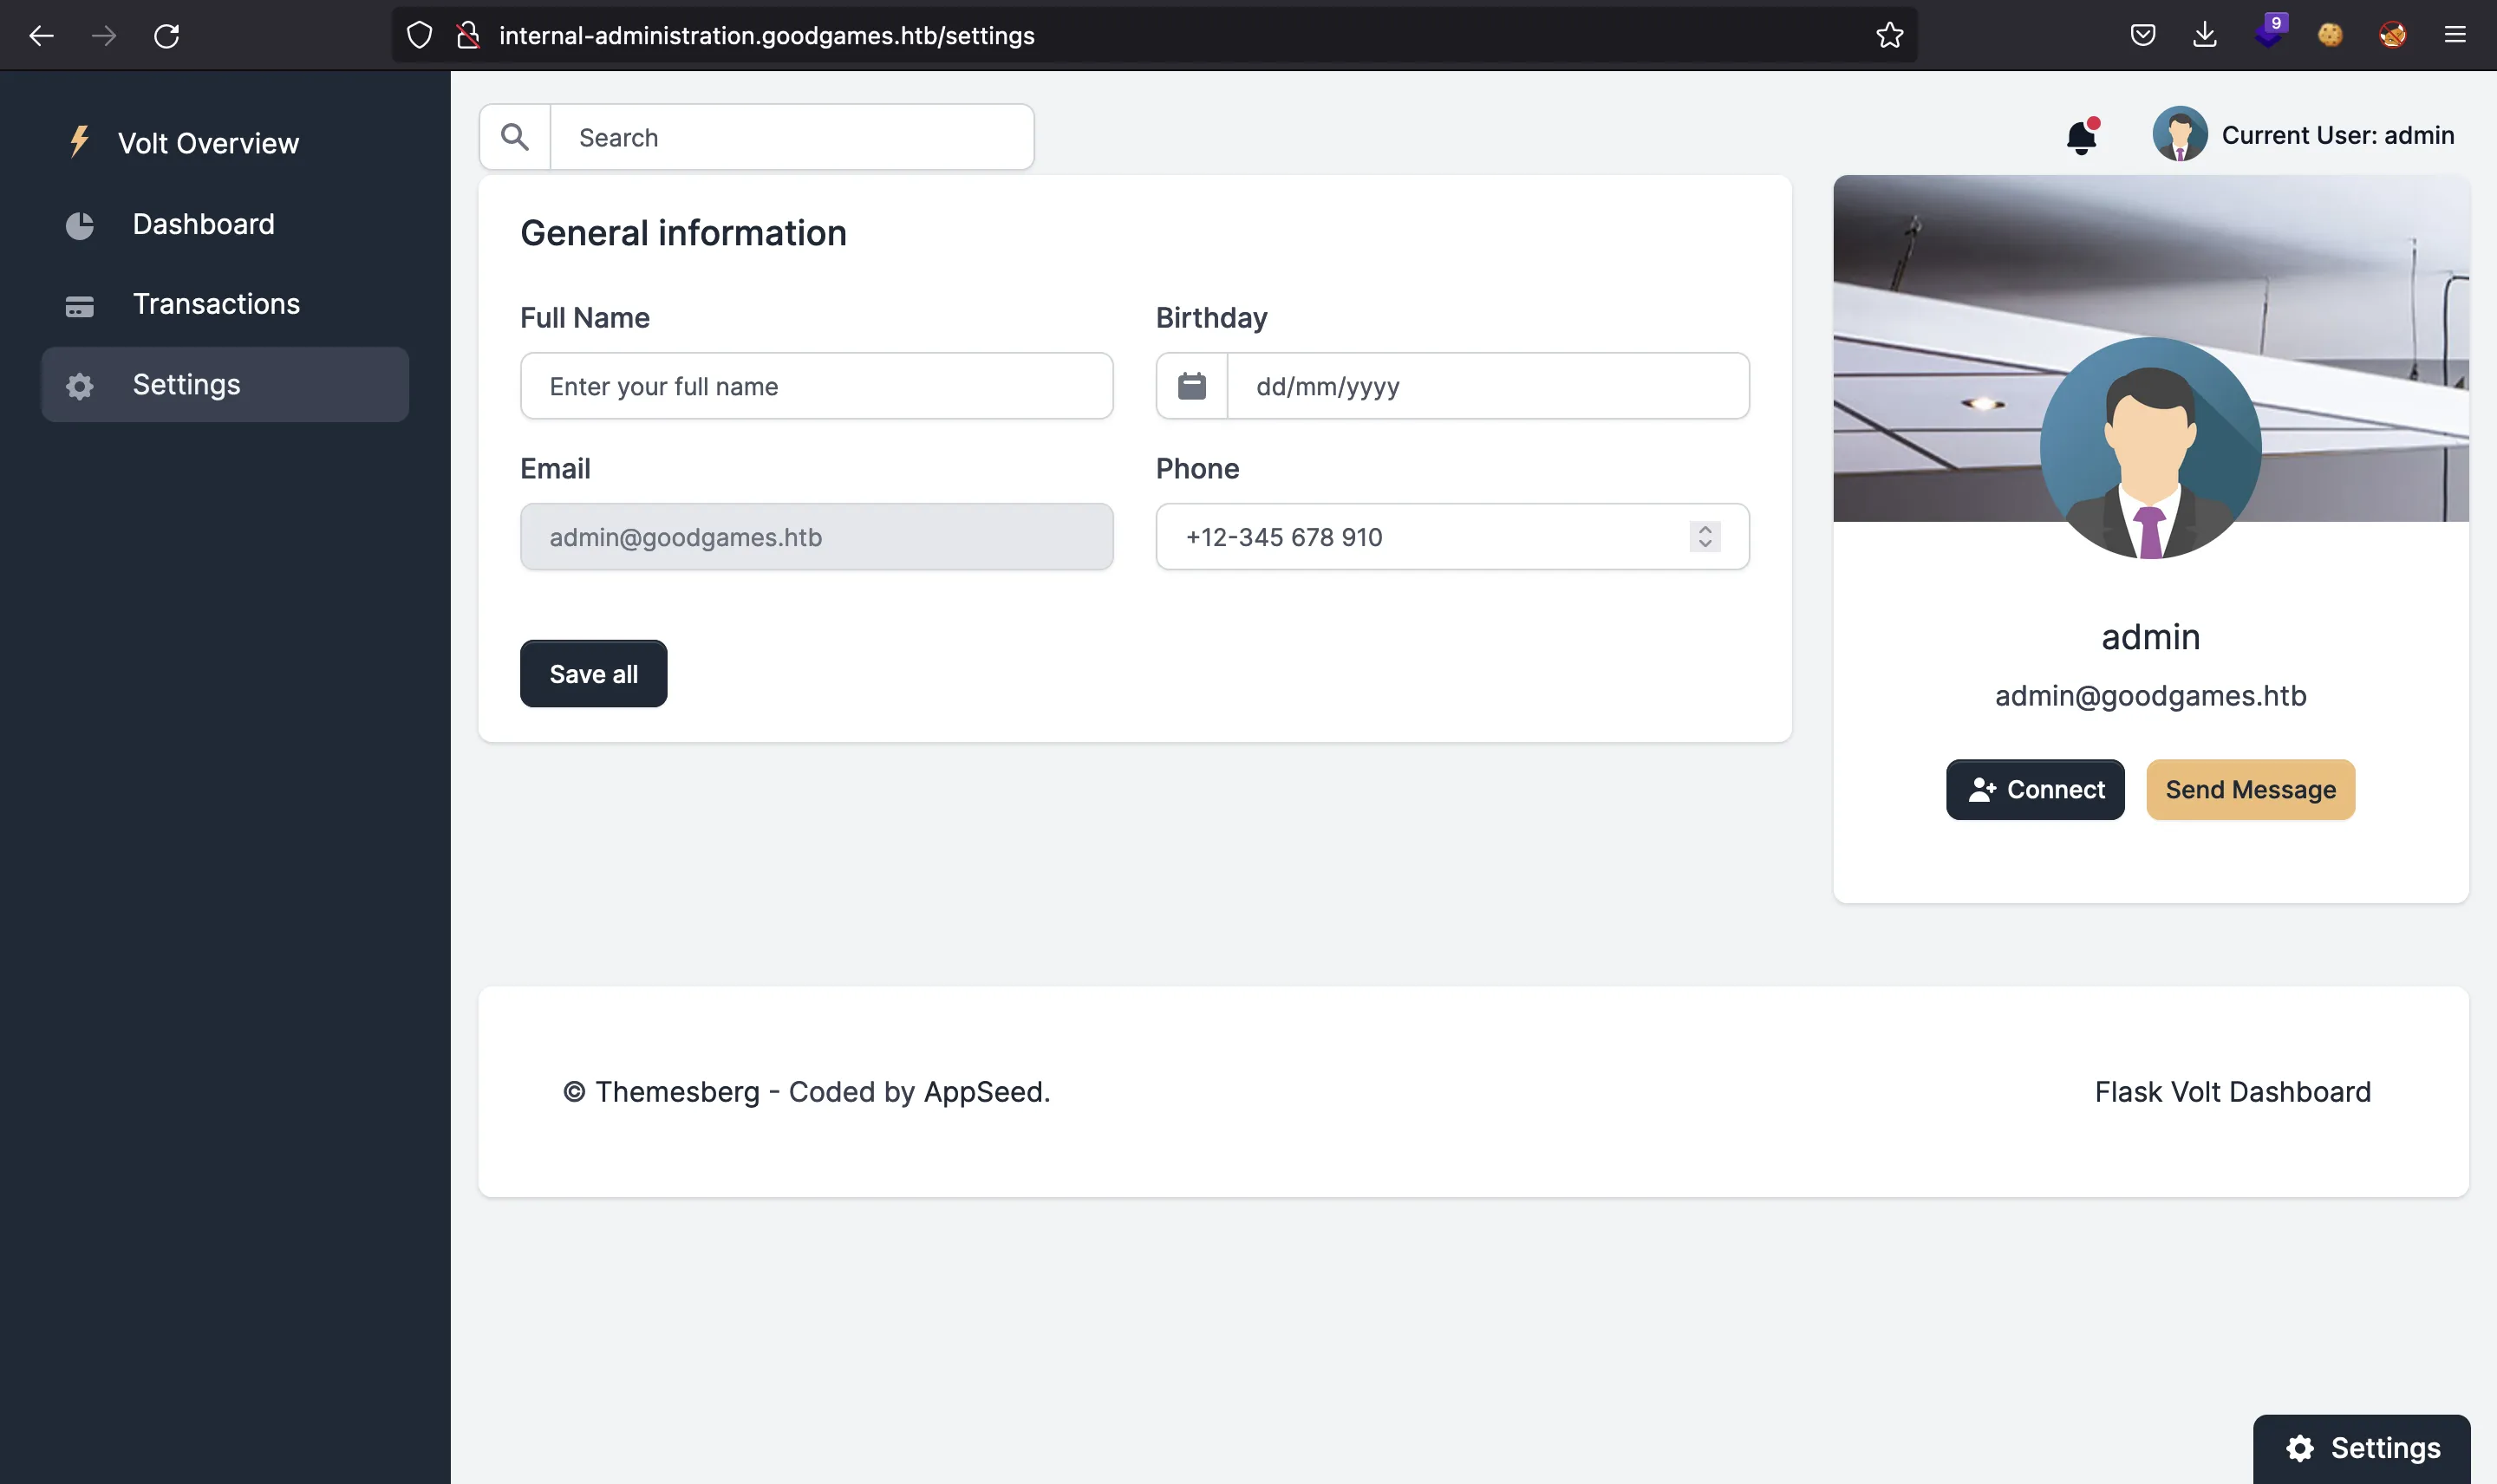 internal-administration.goodgames.htb/settings
9
Volt Overview
Dashboard
Transactions
Settings
Search
Current User: admin
General information
Full Name
Birthday
Enter your full name
dd/mm/yyyy
Email
Phone
admin@goodgames.htb
+12-345 678 910
Save all
admin
admin@goodgames.htb
Connect
Send Message
© Themesberg - Coded by AppSeed.
Flask Volt Dashboard
Settings